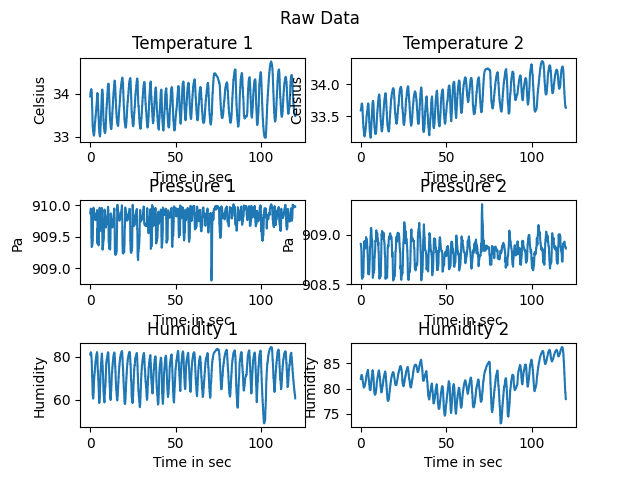 Raw Data
Temperature 1
Temperature 2
Celsius
34
33
0 50 100
Time in sec
Celsius
34.0
33.5
0 50 100
Time in sec
Pressure 1
Pressure 2
Pa
910.0
909.5
909.0
0 50 100
Time in sec
Pa
909.0
908.5
0 50 100
Time in sec
Humidity 1
Humidity 2
Humidity
80
60
0 50 100
Time in sec
Humidity
85
80
75
0 50 100
Time in sec